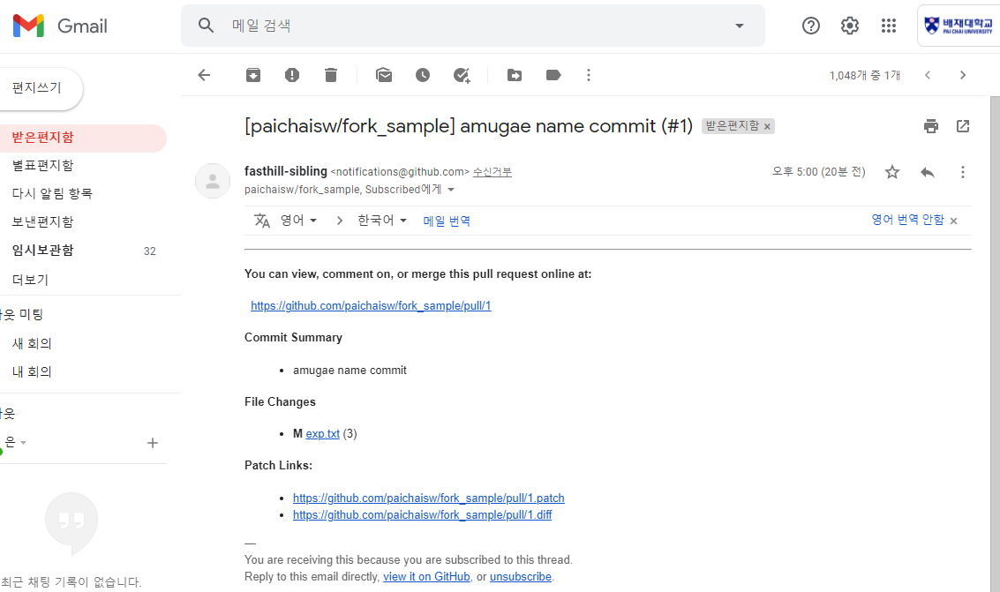 Gmail
메일 검색
배재대학교
PAI CHAI UNIVERSITY
편지쓰기
1,048개 중 1개
받은편지함
별표편지함
다시 알림 항목
보낸편지함
임시보관함 32
더보기
웃 미팅
새 회의
내 회의
웃
은
최근 채팅 기록이 없습니다.
[paichaisw/fork_sample] amugae name commit (#1) 받은편지함 ×
fasthill-sibling <notifications@github.com> 수신거부 오후 5:00 (20분 전)
paichaisw/fork_sample, Subscribed에게
영어 > 한국어 메일 번역 영어 번역 안함 ×
You can view, comment on, or merge this pull request online at:
https://github.com/paichaisw/fork_sample/pull/1
Commit Summary
• amugae name commit
File Changes
• M exp.txt (3)
Patch Links:
• https://github.com/paichaisw/fork_sample/pull/1.patch
• https://github.com/paichaisw/fork_sample/pull/1.diff
—
You are receiving this because you are subscribed to this thread.
Reply to this email directly, view it on GitHub, or unsubscribe.